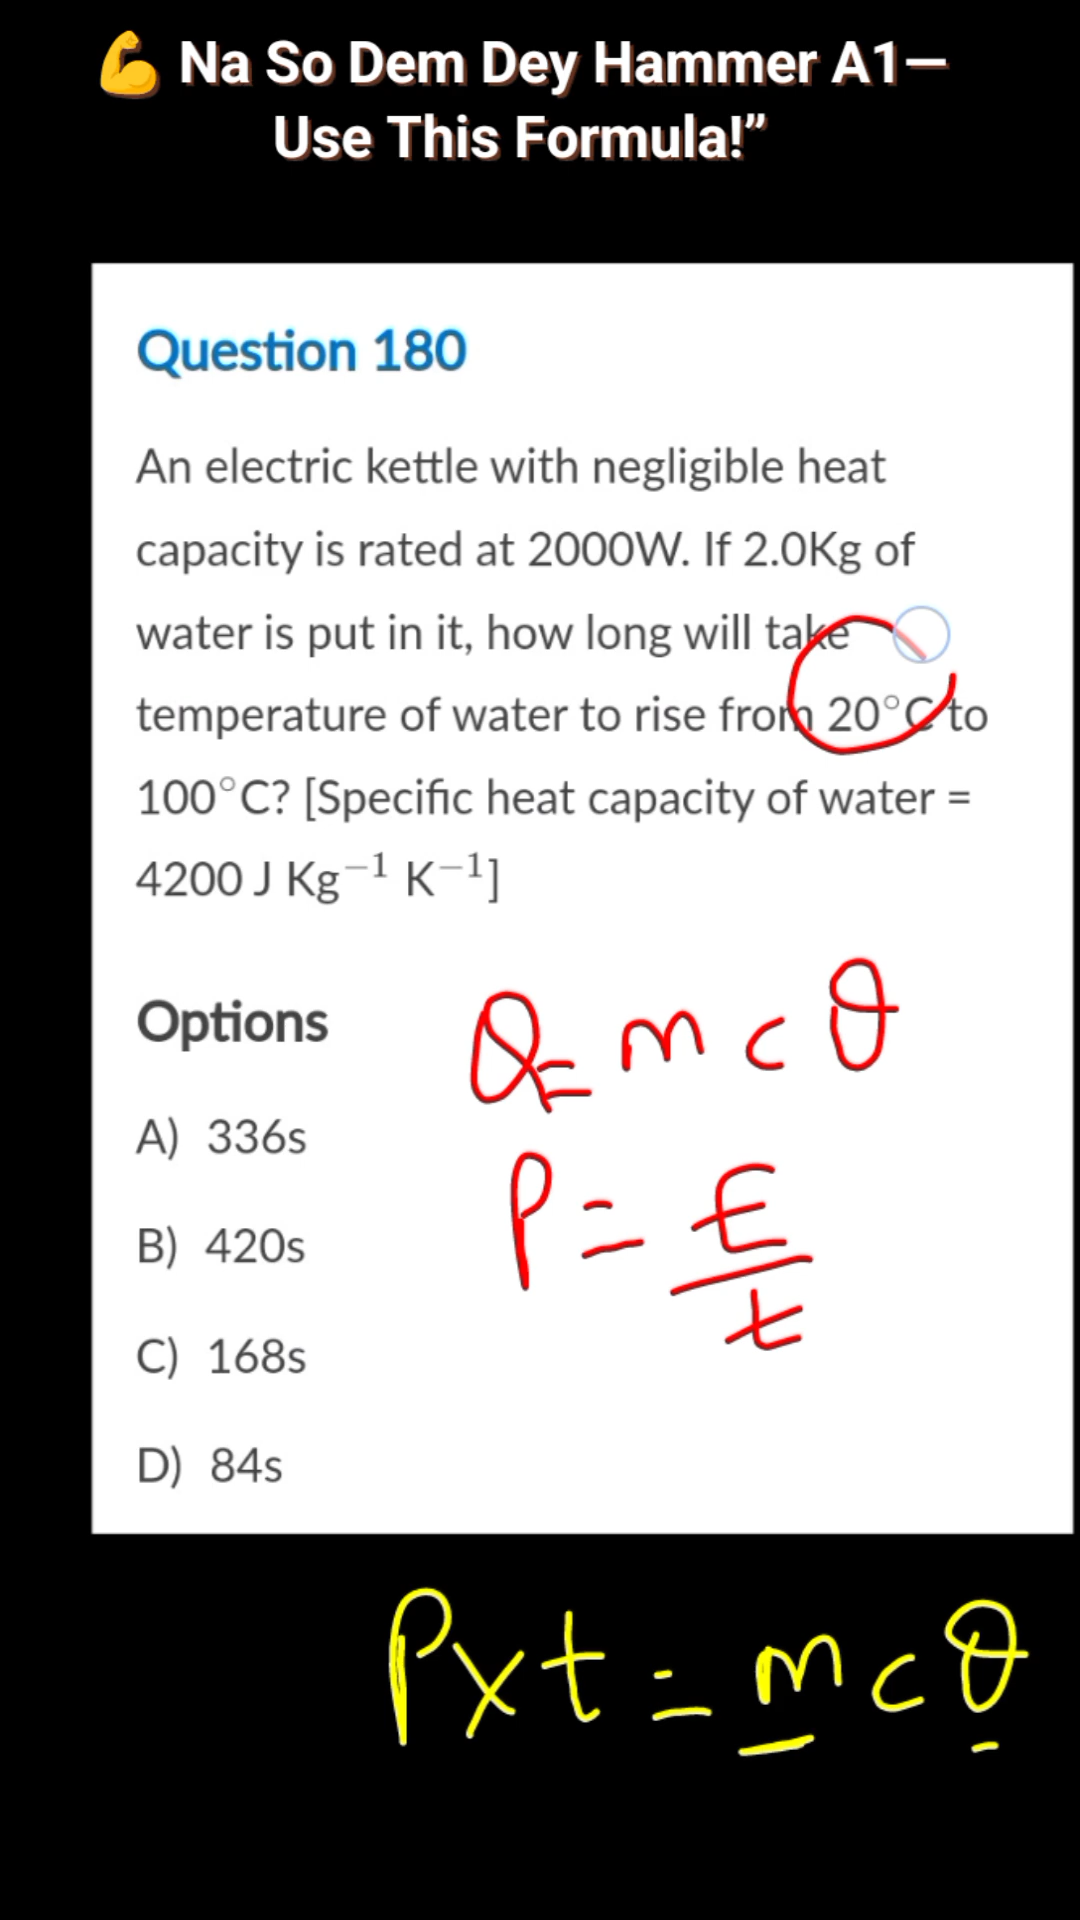 💪 Na So Dem Dey Hammer A1—
Use This Formula!”
Question 180
An electric kettle with negligible heat
capacity is rated at 2000W. If 2.0Kg of
water is put in it, how long will take
temperature of water to rise from 20°C to
100°C? [Specific heat capacity of water =
4200 J Kg⁻¹ K⁻¹]
Options
A) 336s
B) 420s
C) 168s
D) 84s
Q = m c θ
P = E/t
P x t = m c θ